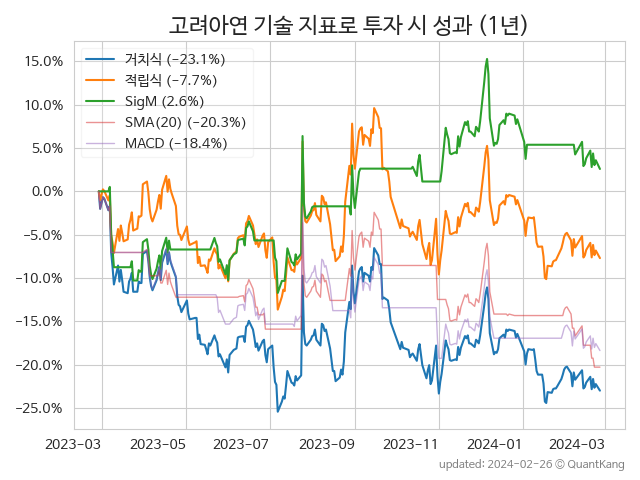 고려아연 기술 지표로 투자 시 성과 (1년)
거치식 (−23.1%)
적립식 (−7.7%)
SigM (2.6%)
SMA(20) (−20.3%)
MACD (−18.4%)
15.0%
10.0%
5.0%
0.0%
−5.0%
−10.0%
−15.0%
−20.0%
−25.0%
2023−03 2023−05 2023−07 2023−09 2023−11 2024−01 2024−03
updated: 2024−02−26 ⓒ QuantKang